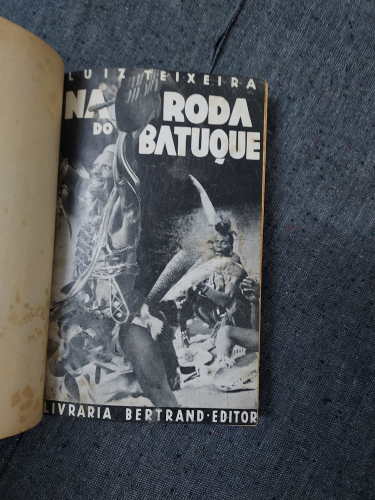 LUIZ TEIXEIRA
NA RODA
DO BATUQUE
LIVRARIA BERTRAND·EDITOR